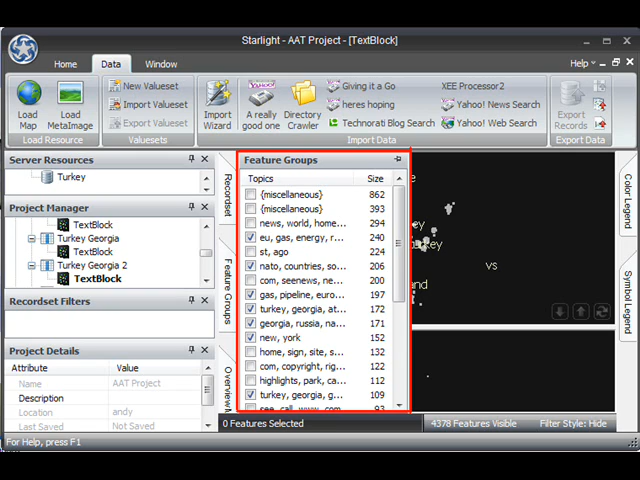 Starlight - AAT Project - [TextBlock]
Home Data Window
Help
Load Map
Load MetaImage
Load Resource
New Valueset
Import Valueset
Export Valueset
Valuesets
Import Wizard
YAHOO!
A really good one
Directory Crawler
Giving it a Go
heres hoping
Technorati Blog Search
XEE Processor2
Yahoo! News Search
Yahoo! Web Search
Import Data
Export Records
Export Data
Server Resources
Turkey
Project Manager
TextBlock
Turkey Georgia
TextBlock
Turkey Georgia 2
TextBlock
Recordset Filters
Project Details
Attribute Value
Name AAT Project
Description
Location andy
Last Saved Not Saved
Recordset
Feature Groups
Feature Groups
Topics Size
{miscellaneous} 862
{miscellaneous} 393
news, world, home... 294
eu, gas, energy, r... 240
st, ago 224
nato, countries, so... 206
com, seenews, ne... 200
gas, pipeline, euro... 197
turkey, georgia, at... 172
georgia, russia, na... 171
new, york 152
home, sign, site, s... 132
com, copyright, rig... 122
highlights, park, ca... 112
turkey, georgia, g... 109
see, call, www, com 93
vs
Color Legend
Symbol Legend
0 Features Selected
4378 Features Visible
Filter Style: Hide
For Help, press F1